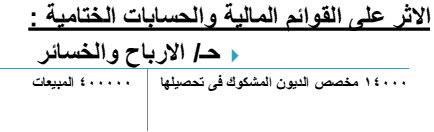 الاثر على القوائم المالية والحسابات الختامية :
حـ/ الارباح والخسائر
١٤٠٠٠ مخصص الديون المشكوك فى تحصيلها
٤٠٠٠٠٠ المبيعات